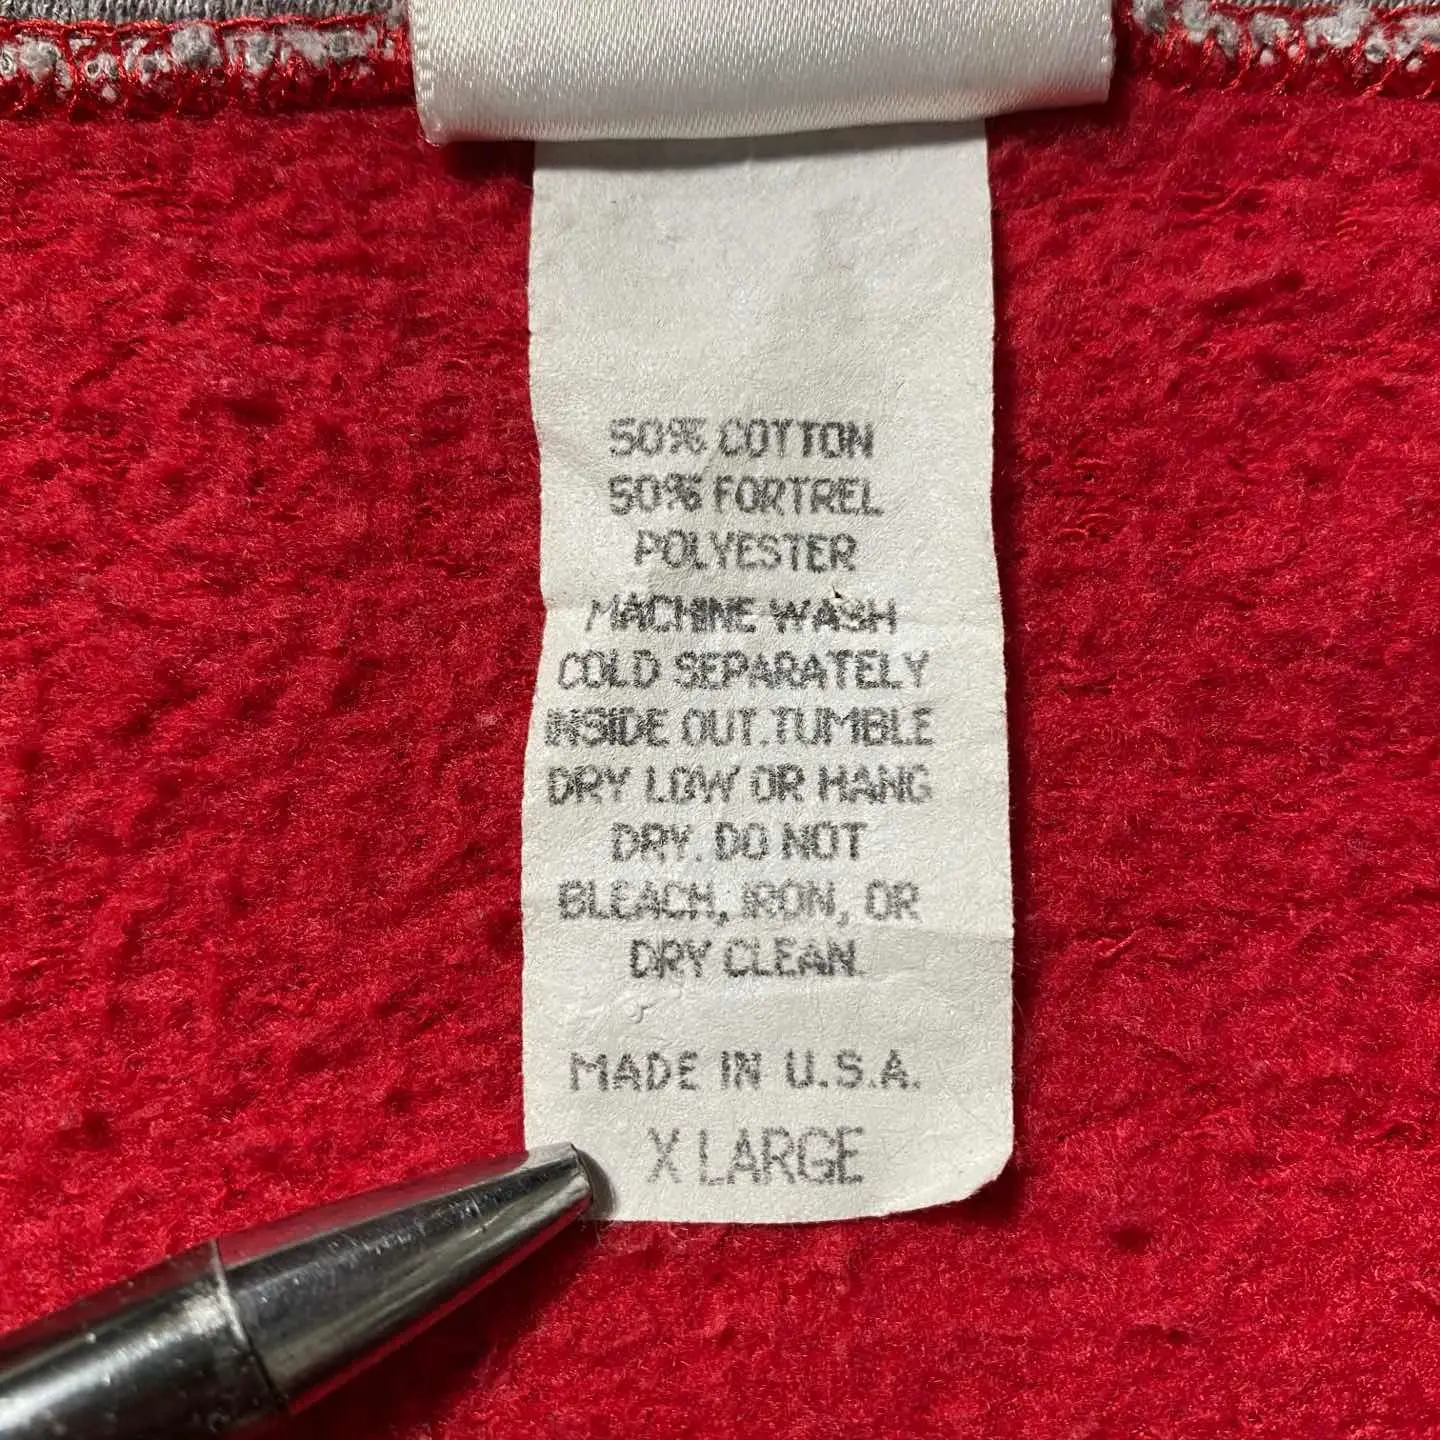 50% COTTON
50% FORTREL
POLYESTER
MACHINE WASH
COLD SEPARATELY
INSIDE OUT. TUMBLE
DRY LOW OR HANG
DRY. DO NOT
BLEACH, IRON, OR
DRY CLEAN.
MADE IN U.S.A.
X LARGE